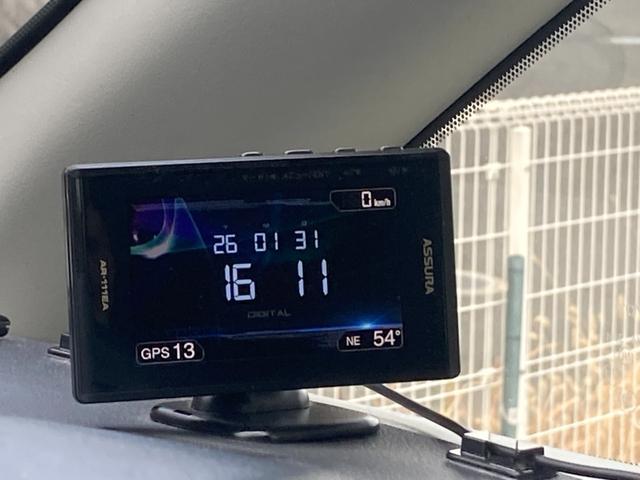 0 km/h
26 01 31
16 11
DIGITAL
GPS 13
NE 54°
AR-111EA
ASSURA